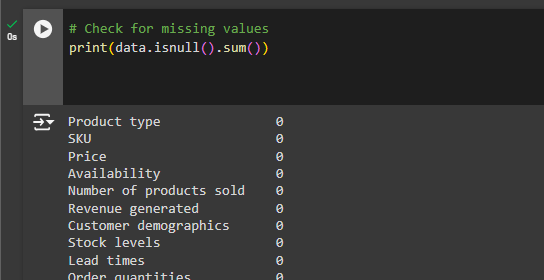 # Check for missing values
0s
print(data.isnull().sum())
Product type 0
SKU 0
Price 0
Availability 0
Number of products sold 0
Revenue generated 0
Customer demographics 0
Stock levels 0
Lead times 0
Order quantities 0